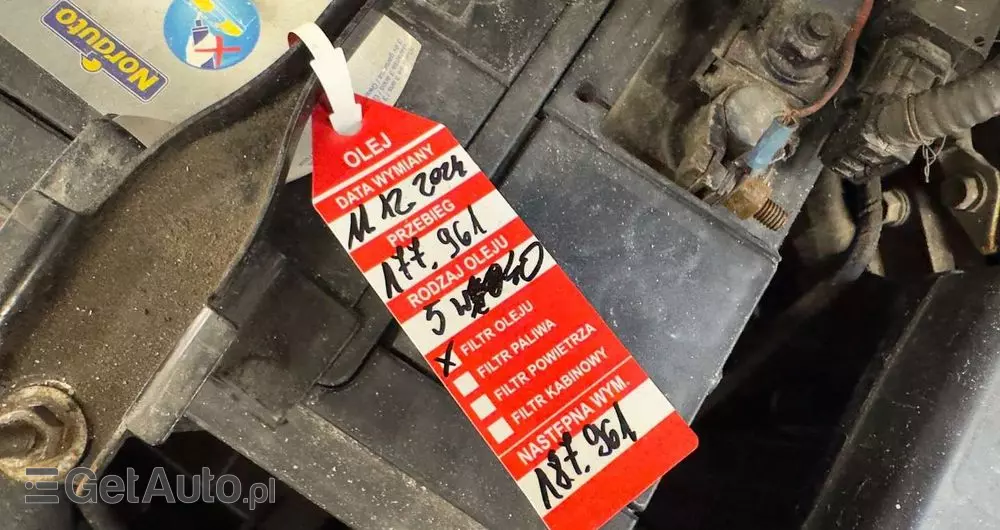 Norauto
OLEJ
DATA WYMIANY
11.12.2024
PRZEBIEG
177.961
RODZAJ OLEJU
5 W
X FILTR OLEJU
FILTR PALIWA
FILTR POWIETRZA
FILTR KABINOWY
NASTĘPNA WYM.
187.961
GetAuto.pl